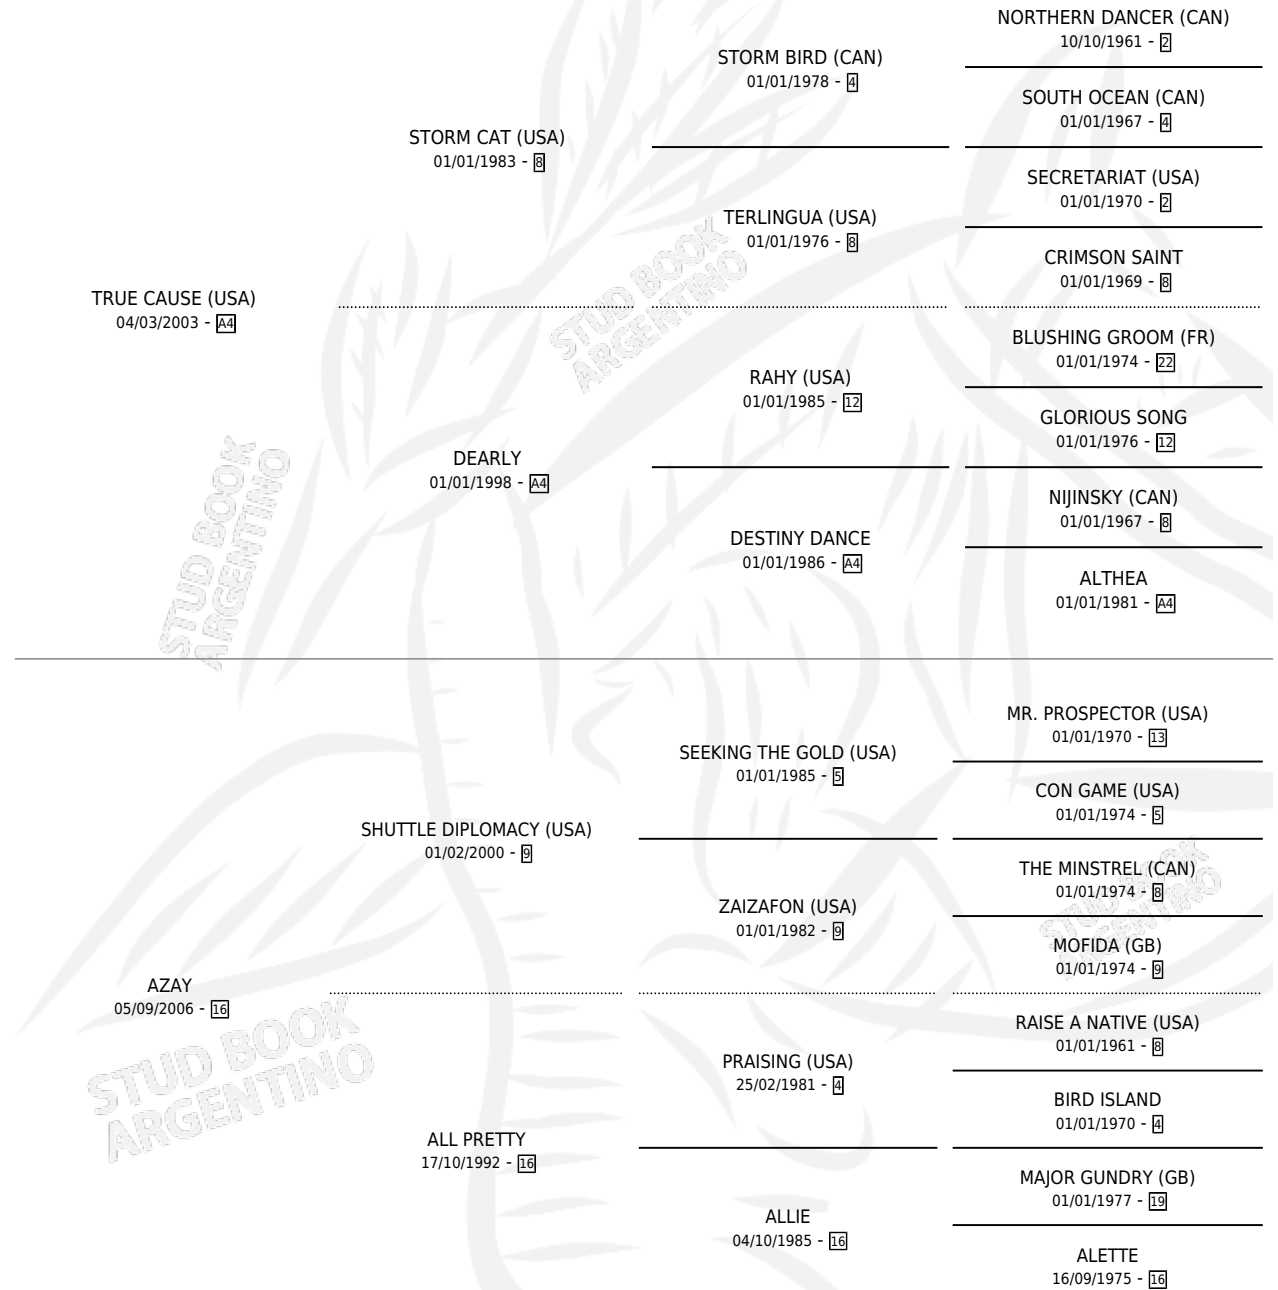 NORTHERN DANCER (CAN)
10/10/1961 - 2
STORM BIRD (CAN)
01/01/1978 - 4
SOUTH OCEAN (CAN)
01/01/1967 - 4
STORM CAT (USA)
01/01/1983 - 8
SECRETARIAT (USA)
01/01/1970 - 2
TERLINGUA (USA)
01/01/1976 - 8
CRIMSON SAINT
01/01/1969 - 8
TRUE CAUSE (USA)
04/03/2003 - A4
BLUSHING GROOM (FR)
01/01/1974 - 22
RAHY (USA)
01/01/1985 - 12
GLORIOUS SONG
01/01/1976 - 12
DEARLY
01/01/1998 - A4
NIJINSKY (CAN)
01/01/1967 - 8
DESTINY DANCE
01/01/1986 - A4
ALTHEA
01/01/1981 - A4
MR. PROSPECTOR (USA)
01/01/1970 - 13
SEEKING THE GOLD (USA)
01/01/1985 - 5
CON GAME (USA)
01/01/1974 - 5
SHUTTLE DIPLOMACY (USA)
01/02/2000 - 9
THE MINSTREL (CAN)
01/01/1974 - 8
ZAIZAFON (USA)
01/01/1982 - 9
MOFIDA (GB)
01/01/1974 - 9
AZAY
05/09/2006 - 16
RAISE A NATIVE (USA)
01/01/1961 - 8
PRAISING (USA)
25/02/1981 - 4
BIRD ISLAND
01/01/1970 - 4
ALL PRETTY
17/10/1992 - 16
MAJOR GUNDRY (GB)
01/01/1977 - 19
ALLIE
04/10/1985 - 16
ALETTE
16/09/1975 - 16
STUD BOOK
ARGENTINO
STUD BOOK
ARGENTINO
STUD BOOK
ARGENTINO
STUD BOOK
ARGENTINO